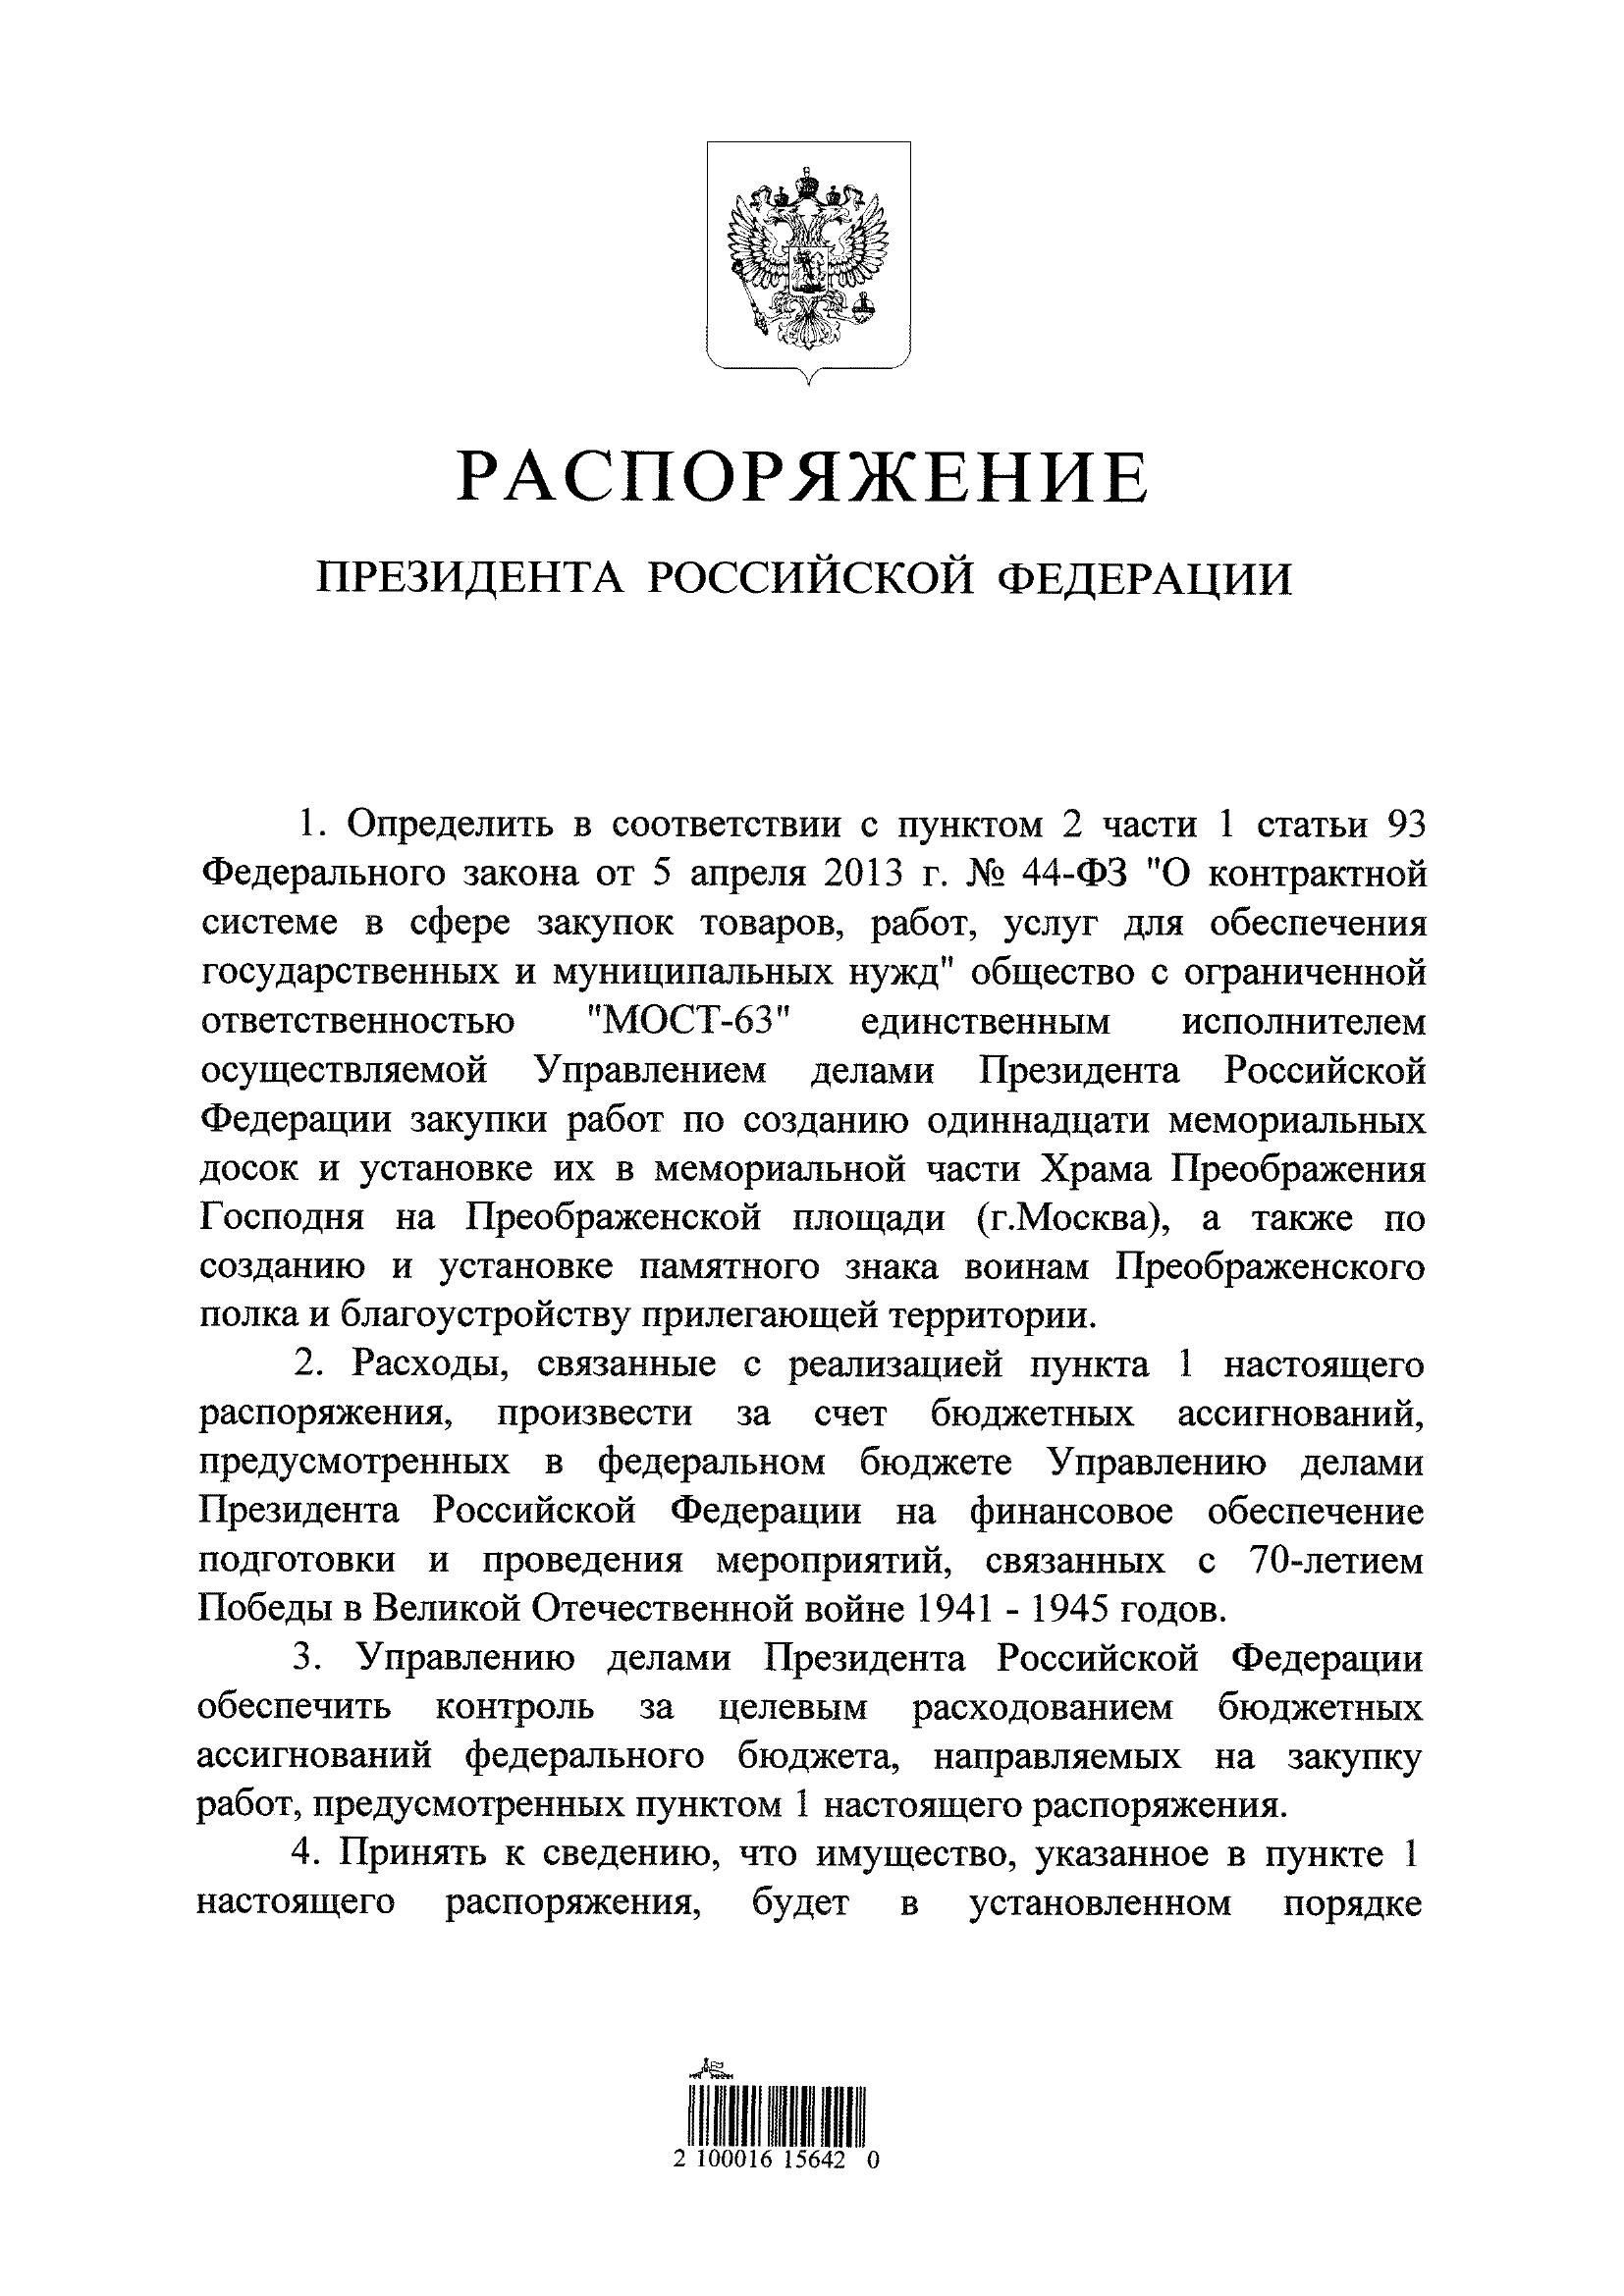 РАСПОРЯЖЕНИЕ
ПРЕЗИДЕНТА РОССИЙСКОЙ ФЕДЕРАЦИИ
1. Определить в соответствии с пунктом 2 части 1 статьи 93
Федерального закона от 5 апреля 2013 г. № 44-ФЗ "О контрактной
системе в сфере закупок товаров, работ, услуг для обеспечения
государственных и муниципальных нужд" общество с ограниченной
ответственностью "МОСТ-63" единственным исполнителем
осуществляемой Управлением делами Президента Российской
Федерации закупки работ по созданию одиннадцати мемориальных
досок и установке их в мемориальной части Храма Преображения
Господня на Преображенской площади (г.Москва), а также по
созданию и установке памятного знака воинам Преображенского
полка и благоустройству прилегающей территории.
2. Расходы, связанные с реализацией пункта 1 настоящего
распоряжения, произвести за счет бюджетных ассигнований,
предусмотренных в федеральном бюджете Управлению делами
Президента Российской Федерации на финансовое обеспечение
подготовки и проведения мероприятий, связанных с 70-летием
Победы в Великой Отечественной войне 1941 - 1945 годов.
3. Управлению делами Президента Российской Федерации
обеспечить контроль за целевым расходованием бюджетных
ассигнований федерального бюджета, направляемых на закупку
работ, предусмотренных пунктом 1 настоящего распоряжения.
4. Принять к сведению, что имущество, указанное в пункте 1
настоящего распоряжения, будет в установленном порядке
2 100016 15642 0